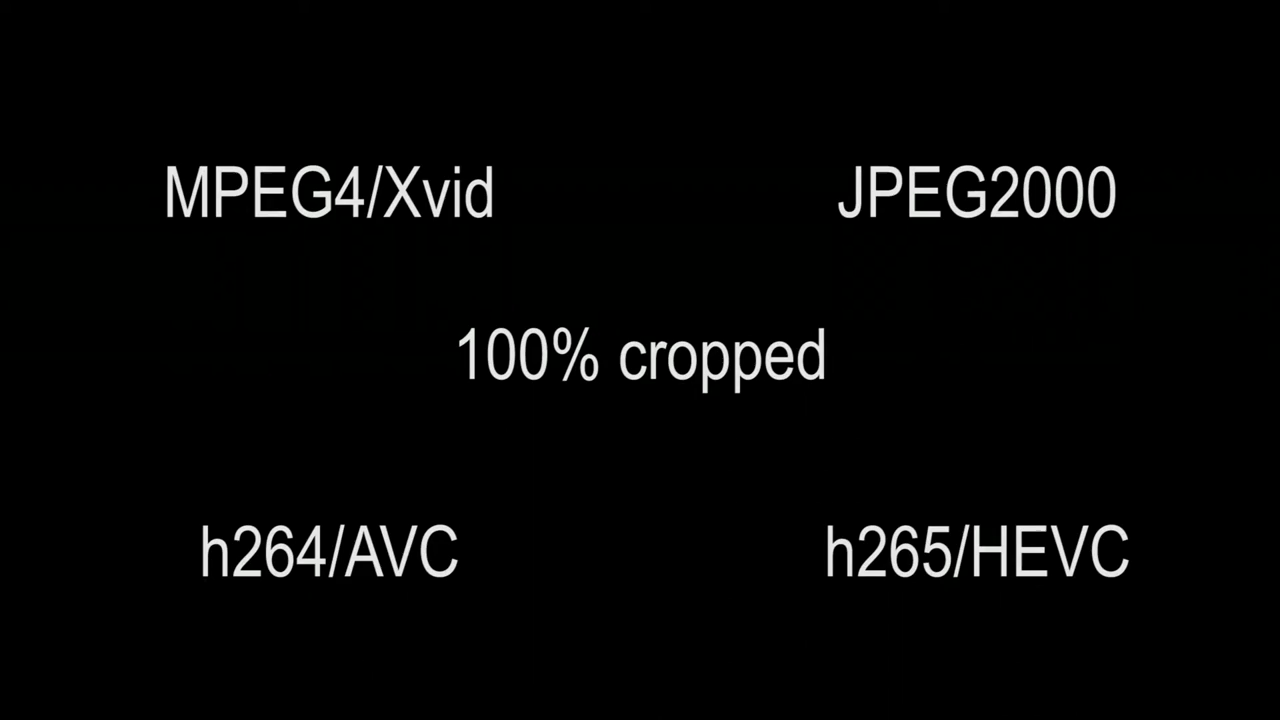 MPEG4/Xvid
JPEG2000
100% cropped
h264/AVC
h265/HEVC